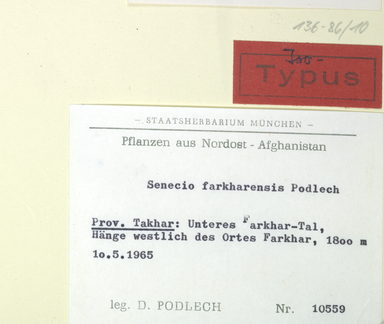 136-86/10
Iso-
Typus
– STAATSHERBARIUM MÜNCHEN –
Pflanzen aus Nordost - Afghanistan
Senecio farkharensis Podlech
Prov. Takhar: Unteres Farkhar-Tal,
Hänge westlich des Ortes Farkhar, 18oo m
1o.5.1965
leg. D. PODLECH Nr. 10559